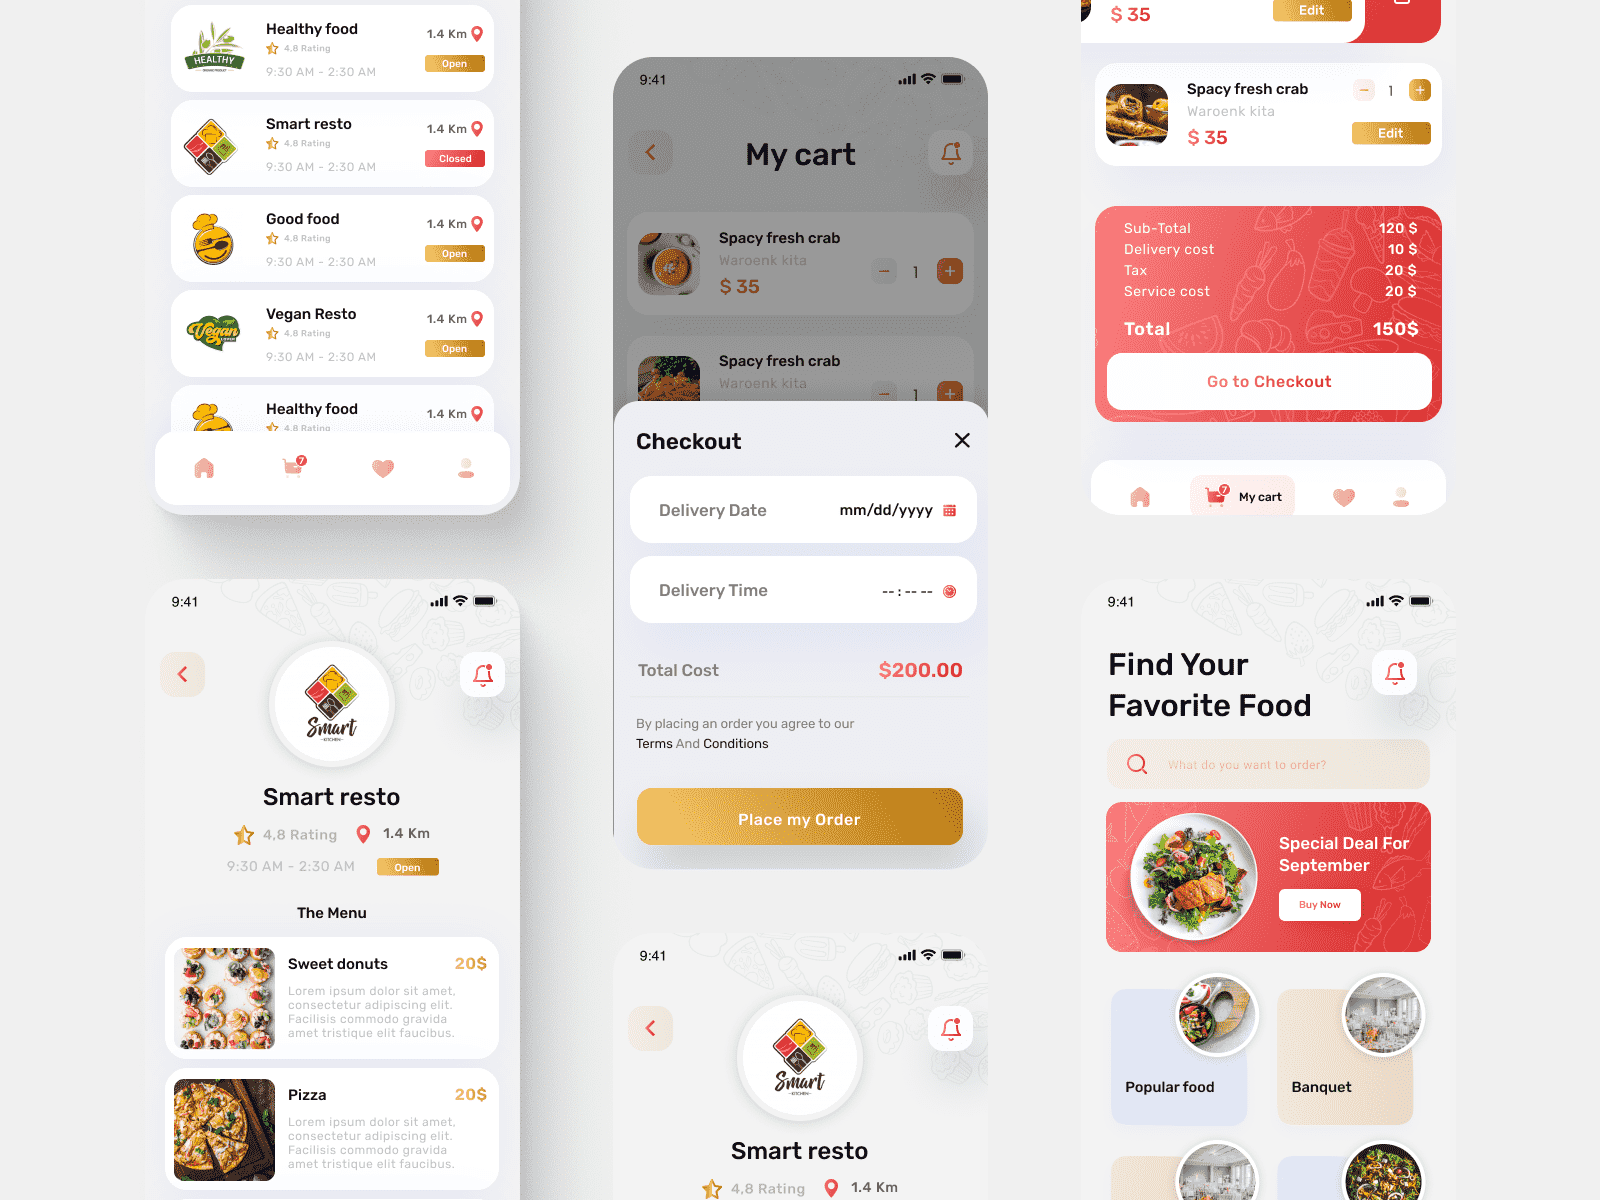 Healthy food
4,8 Rating
9:30 AM - 2:30 AM
1.4 Km
Open
HEALTHY
Smart resto
4,8 Rating
9:30 AM - 2:30 AM
1.4 Km
Closed
Good food
4,8 Rating
9:30 AM - 2:30 AM
1.4 Km
Open
Vegan Resto
4,8 Rating
9:30 AM - 2:30 AM
1.4 Km
Open
Vegan
Healthy food
4,8 Rating
1.4 Km
7
9:41
Smart
KITCHEN
Smart resto
4,8 Rating
1.4 Km
9:30 AM - 2:30 AM
Open
The Menu
Sweet donuts
20$
Lorem ipsum dolor sit amet,
consectetur adipiscing elit.
Facilisis commodo gravida
amet tristique elit faucibus.
Pizza
20$
Lorem ipsum dolor sit amet,
consectetur adipiscing elit.
Facilisis commodo gravida
amet tristique elit faucibus.
9:41
My cart
Spacy fresh crab
Waroenk kita
$ 35
− 1 +
Spacy fresh crab
Waroenk kita
− 1 +
Checkout
Delivery Date
mm/dd/yyyy
Delivery Time
-- : -- --
Total Cost
$200.00
By placing an order you agree to our
Terms And Conditions
Place my Order
9:41
Smart
KITCHEN
Smart resto
4,8 Rating
1.4 Km
$ 35
Edit
Spacy fresh crab
Waroenk kita
$ 35
− 1 +
Edit
Sub-Total 120 $
Delivery cost 10 $
Tax 20 $
Service cost 20 $
Total 150$
Go to Checkout
7
My cart
9:41
Find Your
Favorite Food
What do you want to order?
Special Deal For
September
Buy Now
Popular food
Banquet